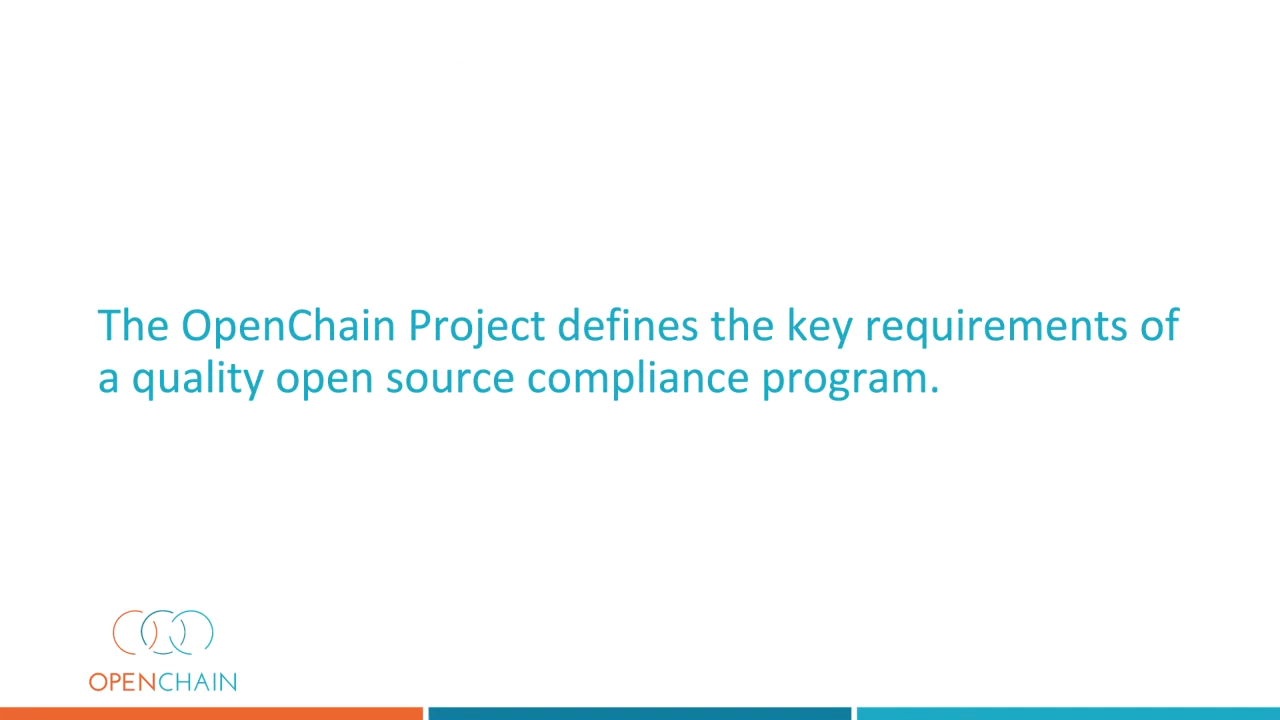 The OpenChain Project defines the key requirements of
a quality open source compliance program.
OPENCHAIN